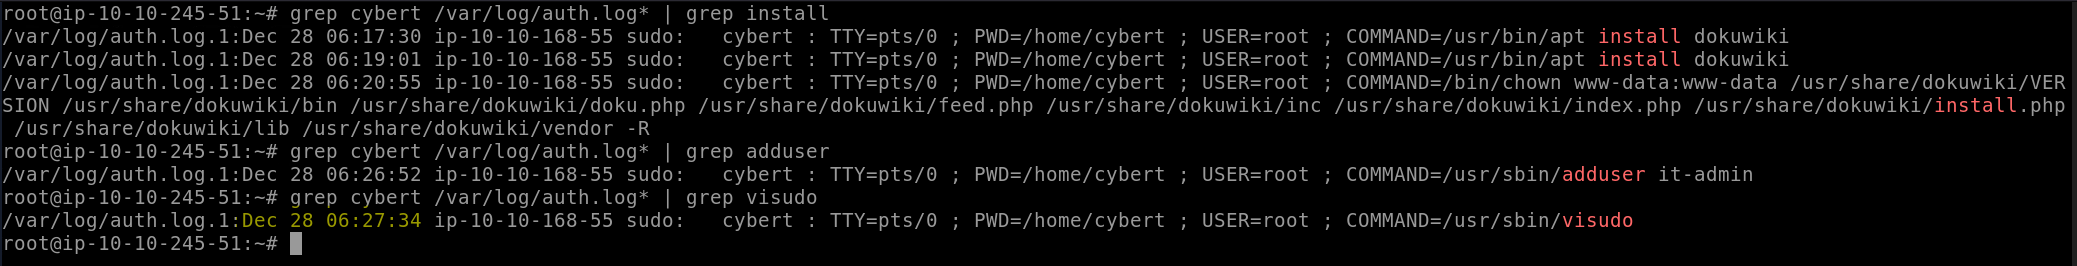 root@ip-10-10-245-51:~# grep cybert /var/log/auth.log* | grep install
/var/log/auth.log.1:Dec 28 06:17:30 ip-10-10-168-55 sudo:   cybert : TTY=pts/0 ; PWD=/home/cybert ; USER=root ; COMMAND=/usr/bin/apt install dokuwiki
/var/log/auth.log.1:Dec 28 06:19:01 ip-10-10-168-55 sudo:   cybert : TTY=pts/0 ; PWD=/home/cybert ; USER=root ; COMMAND=/usr/bin/apt install dokuwiki
/var/log/auth.log.1:Dec 28 06:20:55 ip-10-10-168-55 sudo:   cybert : TTY=pts/0 ; PWD=/home/cybert ; USER=root ; COMMAND=/bin/chown www-data:www-data /usr/share/dokuwiki/VER
SION /usr/share/dokuwiki/bin /usr/share/dokuwiki/doku.php /usr/share/dokuwiki/feed.php /usr/share/dokuwiki/inc /usr/share/dokuwiki/index.php /usr/share/dokuwiki/install.php
 /usr/share/dokuwiki/lib /usr/share/dokuwiki/vendor -R
root@ip-10-10-245-51:~# grep cybert /var/log/auth.log* | grep adduser
/var/log/auth.log.1:Dec 28 06:26:52 ip-10-10-168-55 sudo:   cybert : TTY=pts/0 ; PWD=/home/cybert ; USER=root ; COMMAND=/usr/sbin/adduser it-admin
root@ip-10-10-245-51:~# grep cybert /var/log/auth.log* | grep visudo
/var/log/auth.log.1:Dec 28 06:27:34 ip-10-10-168-55 sudo:   cybert : TTY=pts/0 ; PWD=/home/cybert ; USER=root ; COMMAND=/usr/sbin/visudo
root@ip-10-10-245-51:~#